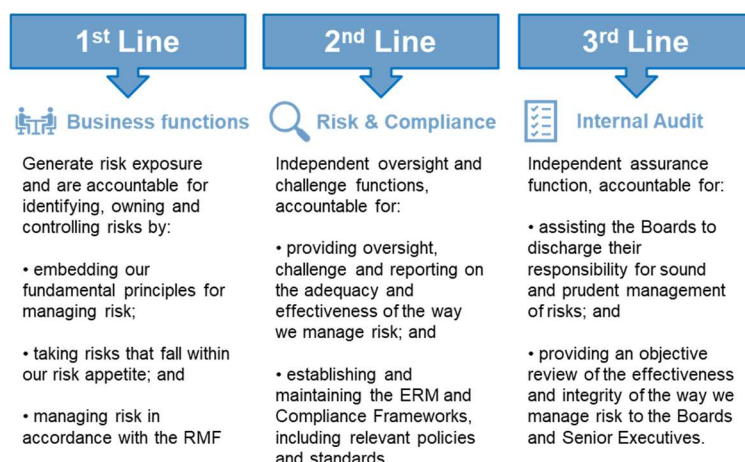 1st Line
Business functions
Generate risk exposure
and are accountable for
identifying, owning and
controlling risks by:
• embedding our
fundamental principles for
managing risk;
• taking risks that fall within
our risk appetite; and
• managing risk in
accordance with the RMF
2nd Line
Risk & Compliance
Independent oversight and
challenge functions,
accountable for:
• providing oversight,
challenge and reporting on
the adequacy and
effectiveness of the way
we manage risk; and
• establishing and
maintaining the ERM and
Compliance Frameworks,
including relevant policies
and standards
3rd Line
Internal Audit
Independent assurance
function, accountable for:
• assisting the Boards to
discharge their
responsibility for sound
and prudent management
of risks; and
• providing an objective
review of the effectiveness
and integrity of the way we
manage risk to the Boards
and Senior Executives.